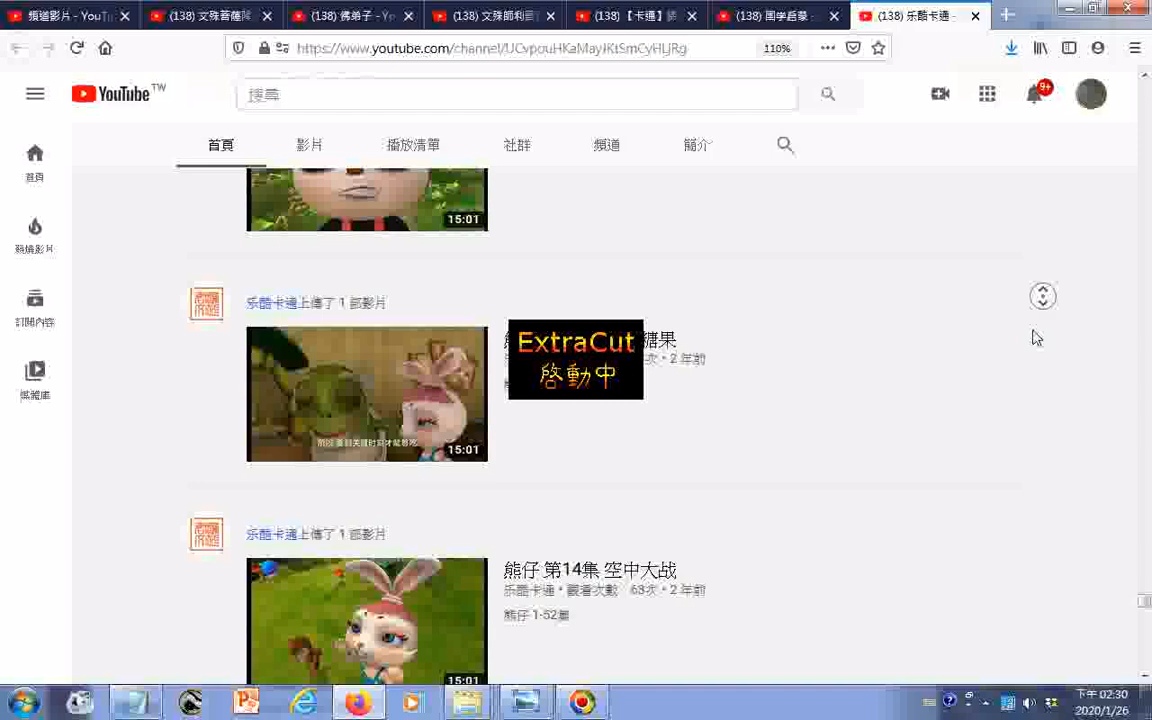 頻道影片 - YouT
(138) 文殊菩薩
(138) 佛弟子 - Y
(138) 文殊師利
(138) 【卡通】
(138) 国学启蒙 -
(138) 乐酷卡通 -
https://www.youtube.com/channel/UCvpouHKaMayJKtSmCyHLjRg
110%
YouTube TW
搜尋
9+
首頁
影片
播放清單
社群
頻道
簡介
首頁
發燒影片
訂閱內容
媒體庫
15:01
乐酷卡通上傳了 1 部影片
糖果
次・2 年前
ExtraCut
啓動中
15:01
乐酷卡通上傳了 1 部影片
熊仔 第14集 空中大战
乐酷卡通・觀看次數：63次・2 年前
熊仔 1-52集
15:01
下午 02:30
2020/1/26